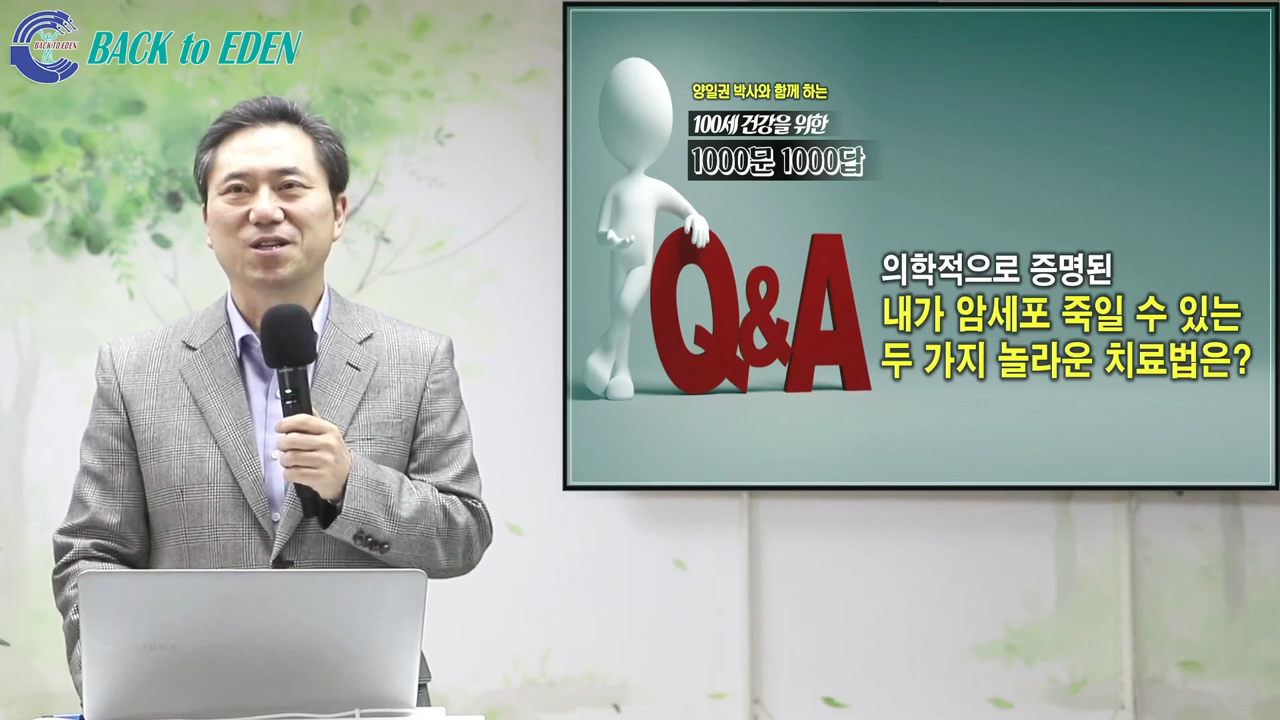 BACK TO EDEN
BACK to EDEN
양일권 박사와 함께 하는
100세 건강을 위한
1000문 1000답
Q&A
의학적으로 증명된
내가 암세포 죽일 수 있는
두 가지 놀라운 치료법은?